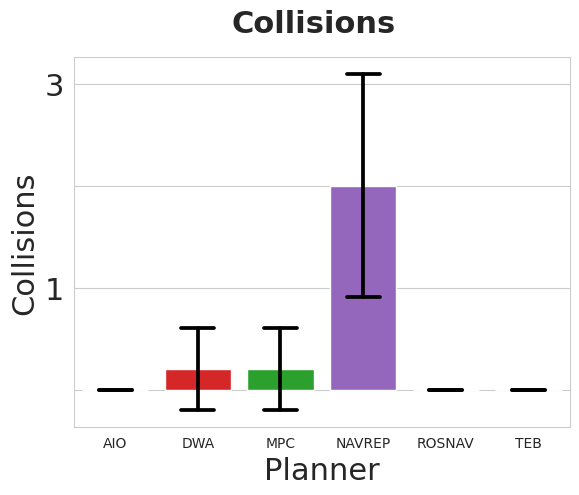 Collisions
Collisions
3
1
AIO DWA MPC NAVREP ROSNAV TEB
Planner